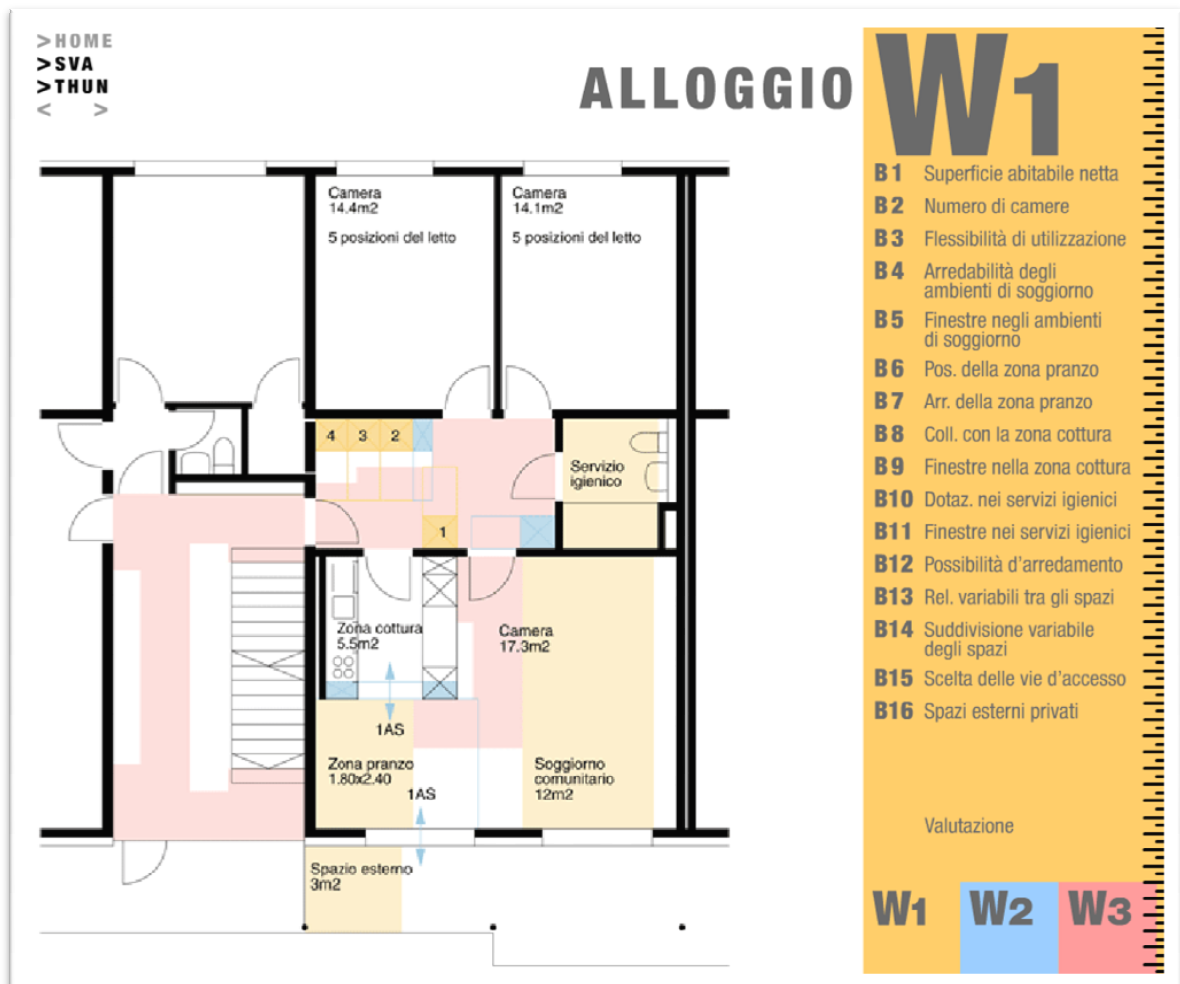 >HOME
>SVA
>THUN
< >
ALLOGGIO
W1
B1 Superficie abitabile netta
B2 Numero di camere
B3 Flessibilità di utilizzazione
B4 Arredabilità degli
ambienti di soggiorno
B5 Finestre negli ambienti
di soggiorno
B6 Pos. della zona pranzo
B7 Arr. della zona pranzo
B8 Coll. con la zona cottura
B9 Finestre nella zona cottura
B10 Dotaz. nei servizi igienici
B11 Finestre nei servizi igienici
B12 Possibilità d'arredamento
B13 Rel. variabili tra gli spazi
B14 Suddivisione variabile
degli spazi
B15 Scelta delle vie d'accesso
B16 Spazi esterni privati
Valutazione
W1 W2 W3
Camera
14.4m2
5 posizioni del letto
Camera
14.1m2
5 posizioni del letto
4 3 2
Servizio
igienico
1
Zona cottura
5.5m2
Camera
17.3m2
1AS
Zona pranzo
1.80x2.40
1AS
Soggiorno
comunitario
12m2
Spazio esterno
3m2